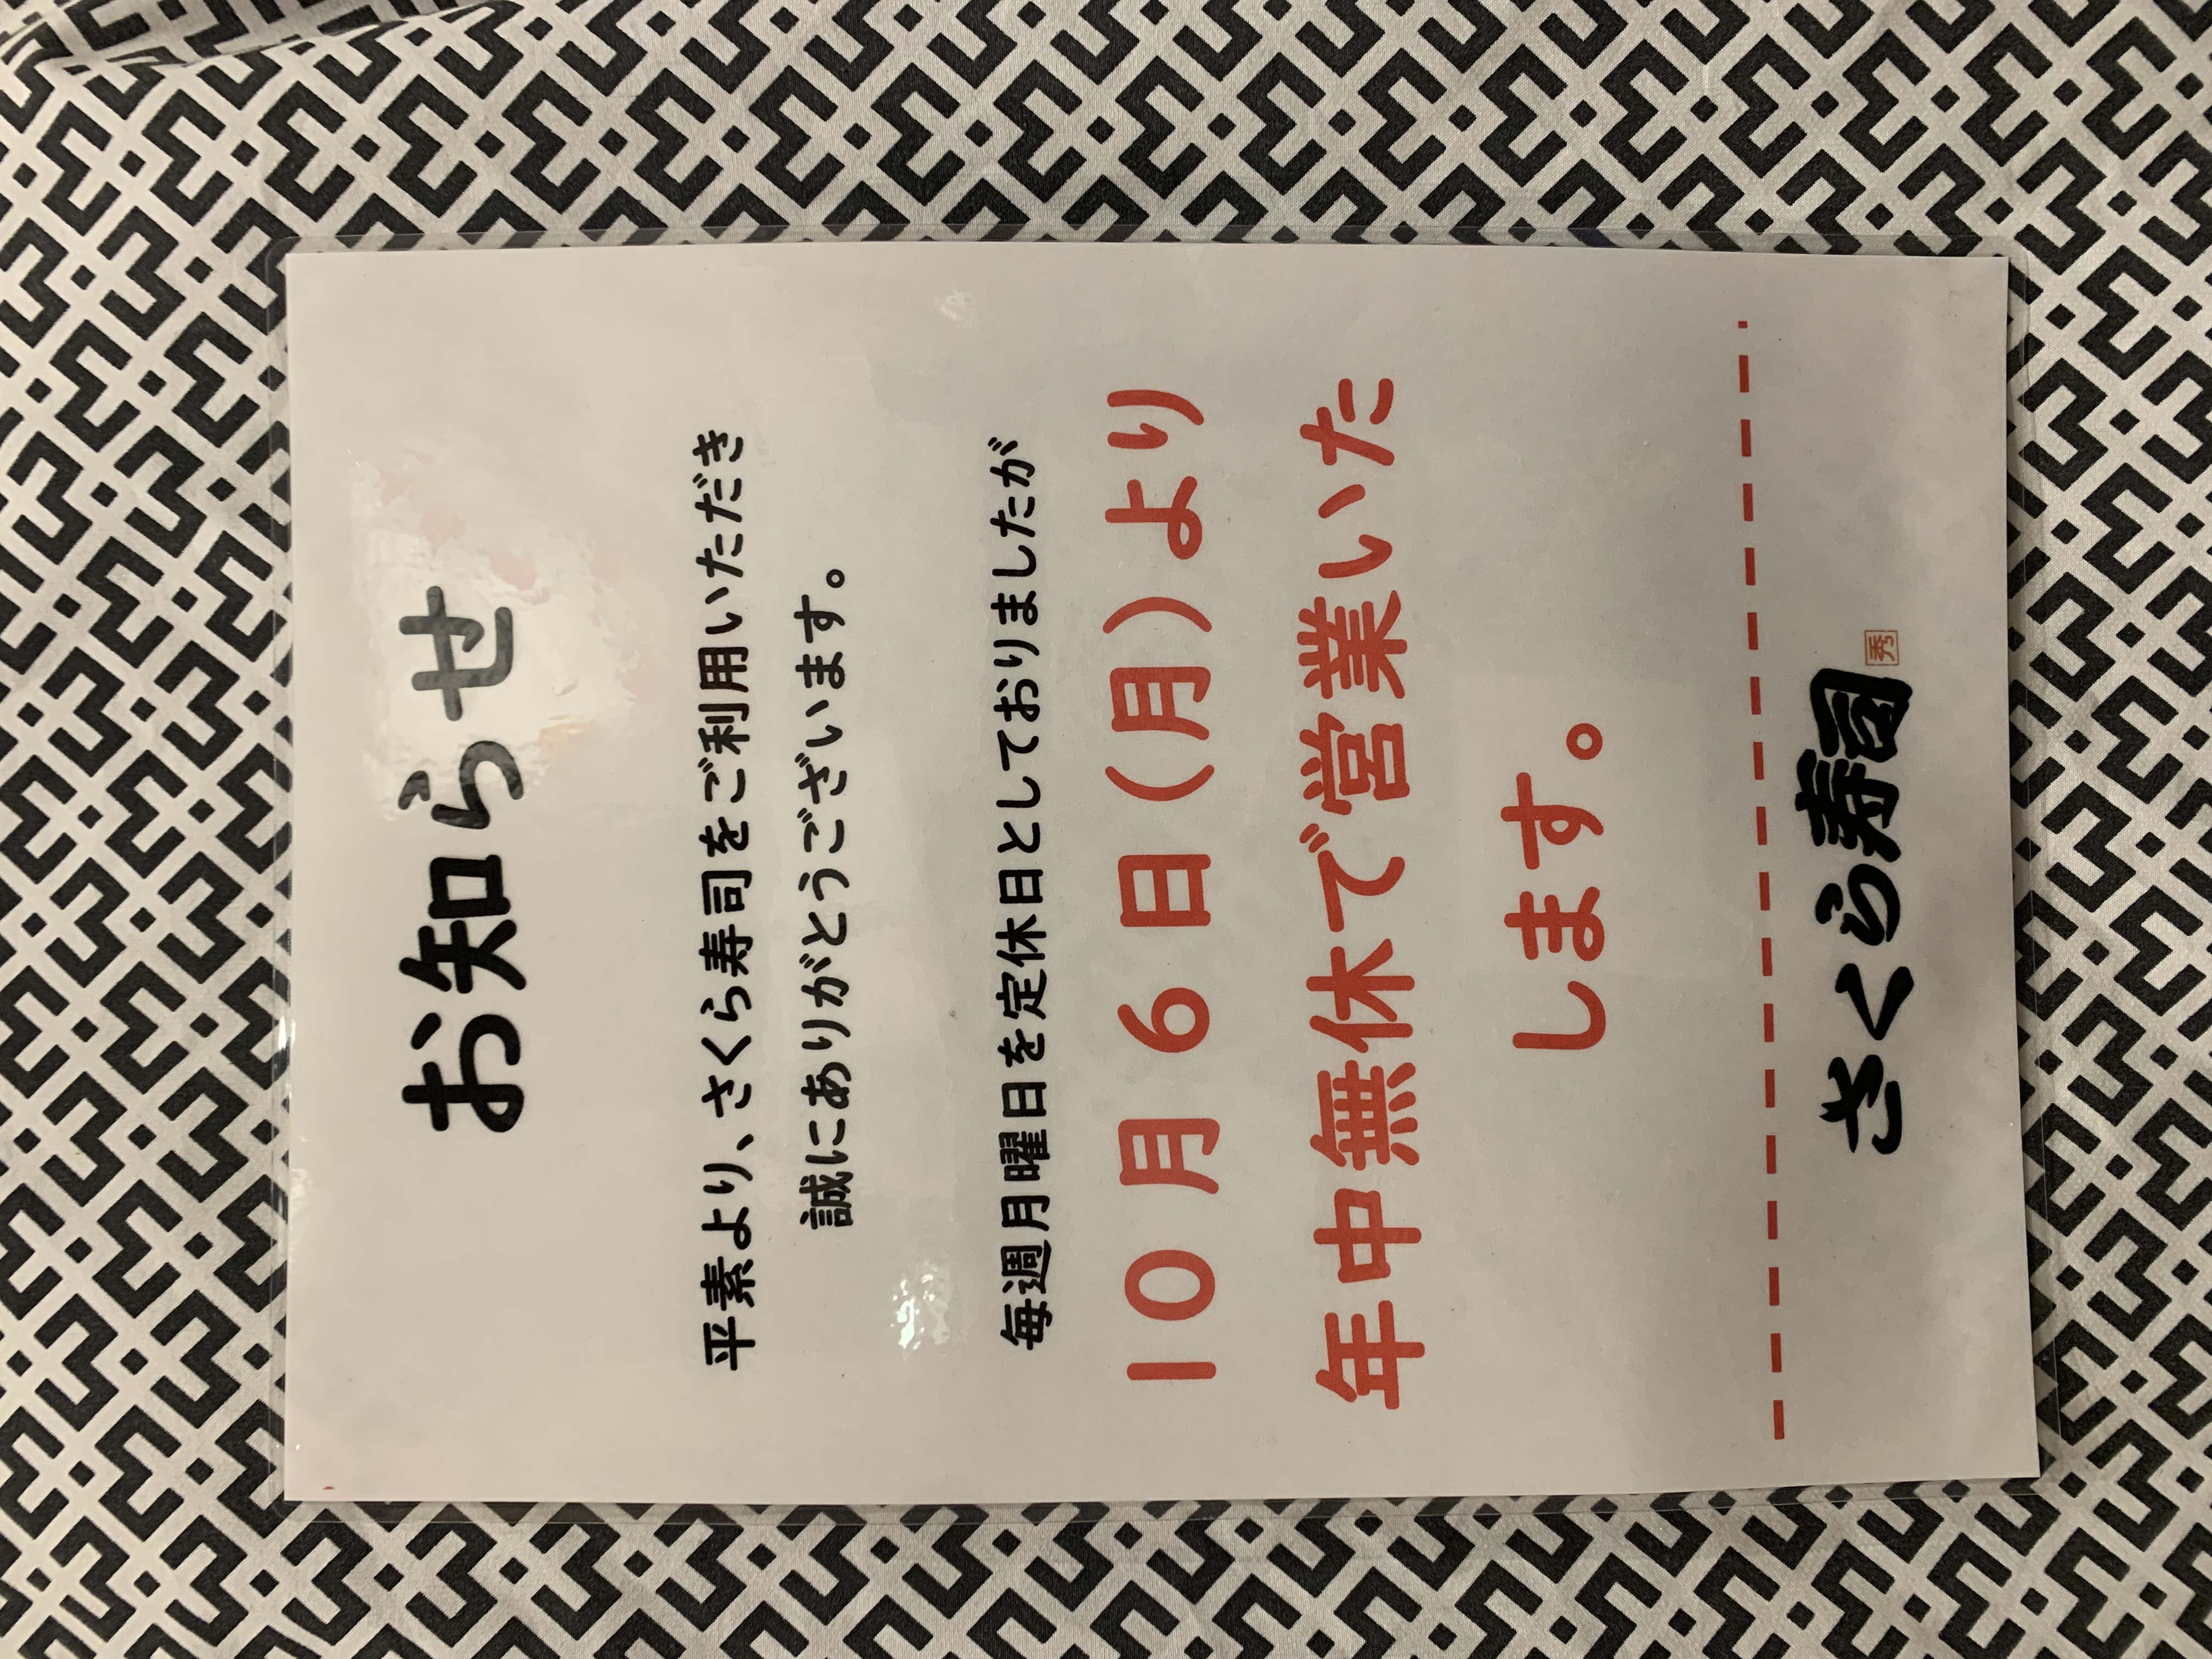 お知らせ
平素より、さくら寿司をご利用いただき
誠にありがとうございます。
毎週月曜日を定休日としておりましたが
10月6日(月)より
年中無休で営業いた
します。
さくら寿司
秀